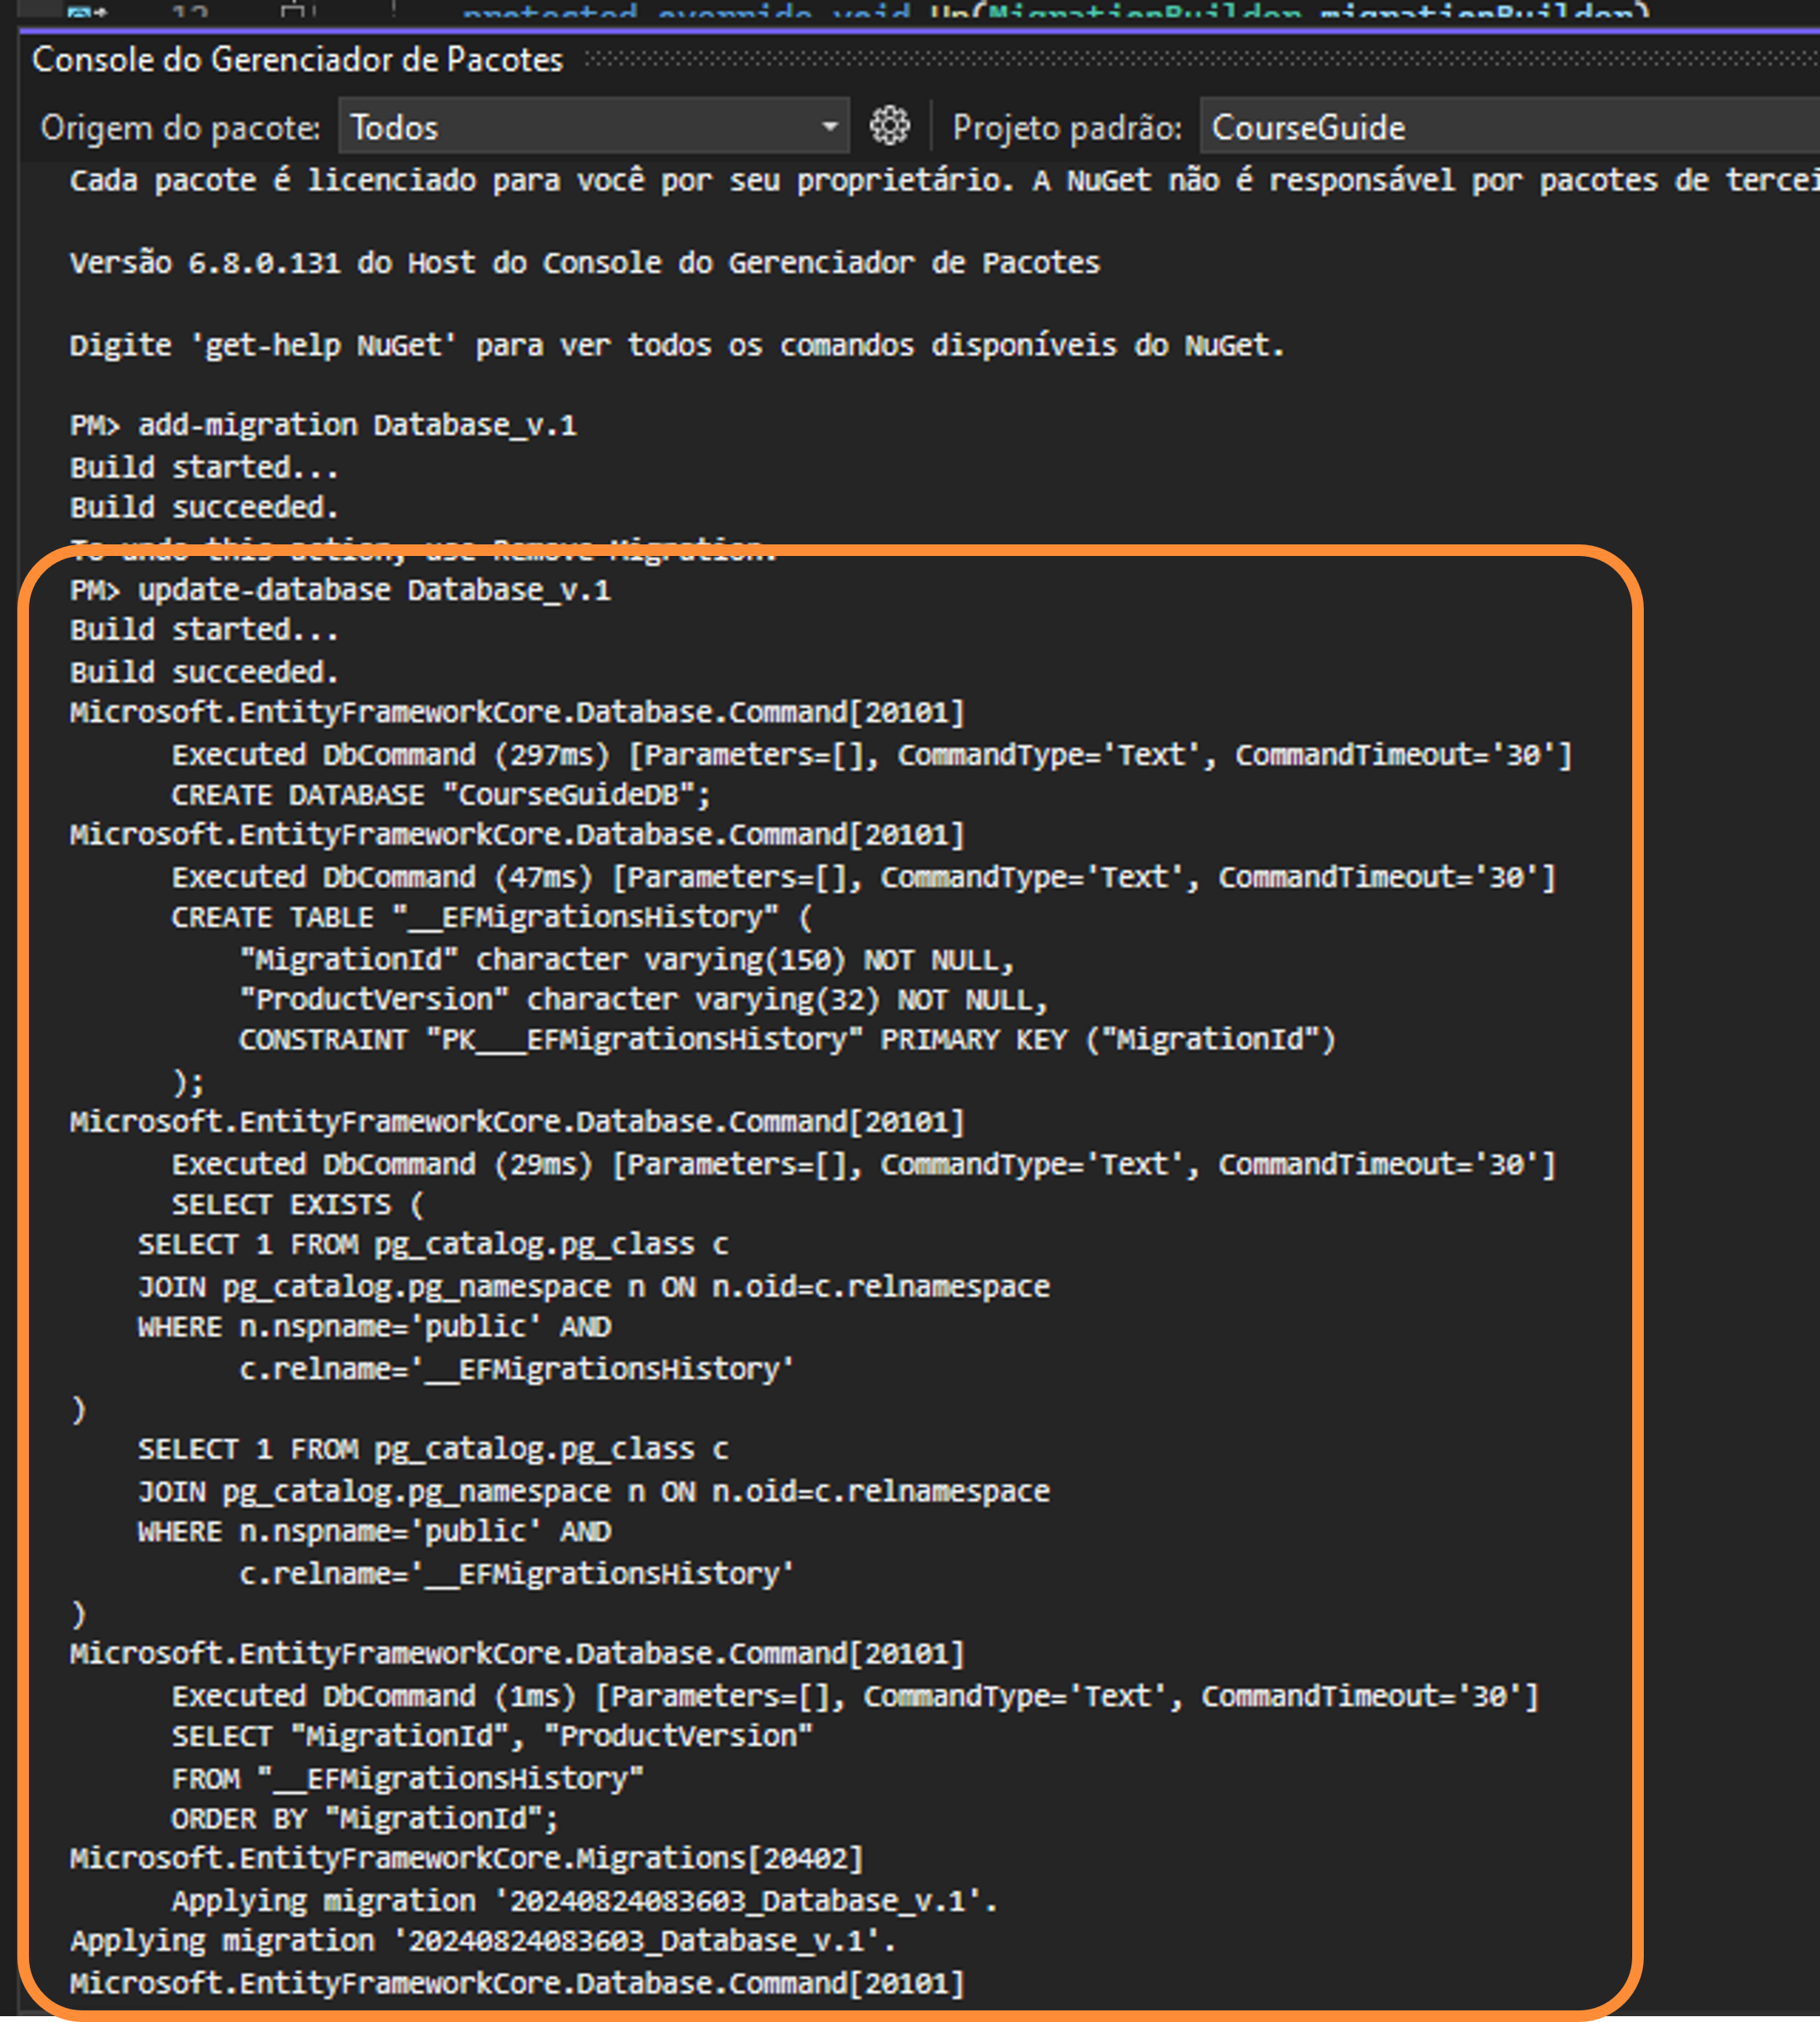 12 protected override void Up(MigrationBuilder migrationBuilder)
Console do Gerenciador de Pacotes
Origem do pacote: Todos Projeto padrão: CourseGuide
Cada pacote é licenciado para você por seu proprietário. A NuGet não é responsável por pacotes de
Versão 6.8.0.131 do Host do Console do Gerenciador de Pacotes
Digite 'get-help NuGet' para ver todos os comandos disponíveis do NuGet.
PM> add-migration Database_v.1
Build started...
Build succeeded.
To undo this action, use Remove-Migration.
PM> update-database Database_v.1
Build started...
Build succeeded.
Microsoft.EntityFrameworkCore.Database.Command[20101]
Executed DbCommand (297ms) [Parameters=[], CommandType='Text', CommandTimeout='30']
CREATE DATABASE "CourseGuideDB";
Microsoft.EntityFrameworkCore.Database.Command[20101]
Executed DbCommand (47ms) [Parameters=[], CommandType='Text', CommandTimeout='30']
CREATE TABLE "__EFMigrationsHistory" (
"MigrationId" character varying(150) NOT NULL,
"ProductVersion" character varying(32) NOT NULL,
CONSTRAINT "PK___EFMigrationsHistory" PRIMARY KEY ("MigrationId")
);
Microsoft.EntityFrameworkCore.Database.Command[20101]
Executed DbCommand (29ms) [Parameters=[], CommandType='Text', CommandTimeout='30']
SELECT EXISTS (
SELECT 1 FROM pg_catalog.pg_class c
JOIN pg_catalog.pg_namespace n ON n.oid=c.relnamespace
WHERE n.nspname='public' AND
c.relname='__EFMigrationsHistory'
)
SELECT 1 FROM pg_catalog.pg_class c
JOIN pg_catalog.pg_namespace n ON n.oid=c.relnamespace
WHERE n.nspname='public' AND
c.relname='__EFMigrationsHistory'
)
Microsoft.EntityFrameworkCore.Database.Command[20101]
Executed DbCommand (1ms) [Parameters=[], CommandType='Text', CommandTimeout='30']
SELECT "MigrationId", "ProductVersion"
FROM "__EFMigrationsHistory"
ORDER BY "MigrationId";
Microsoft.EntityFrameworkCore.Migrations[20402]
Applying migration '20240824083603_Database_v.1'.
Applying migration '20240824083603_Database_v.1'.
Microsoft.EntityFrameworkCore.Database.Command[20101]